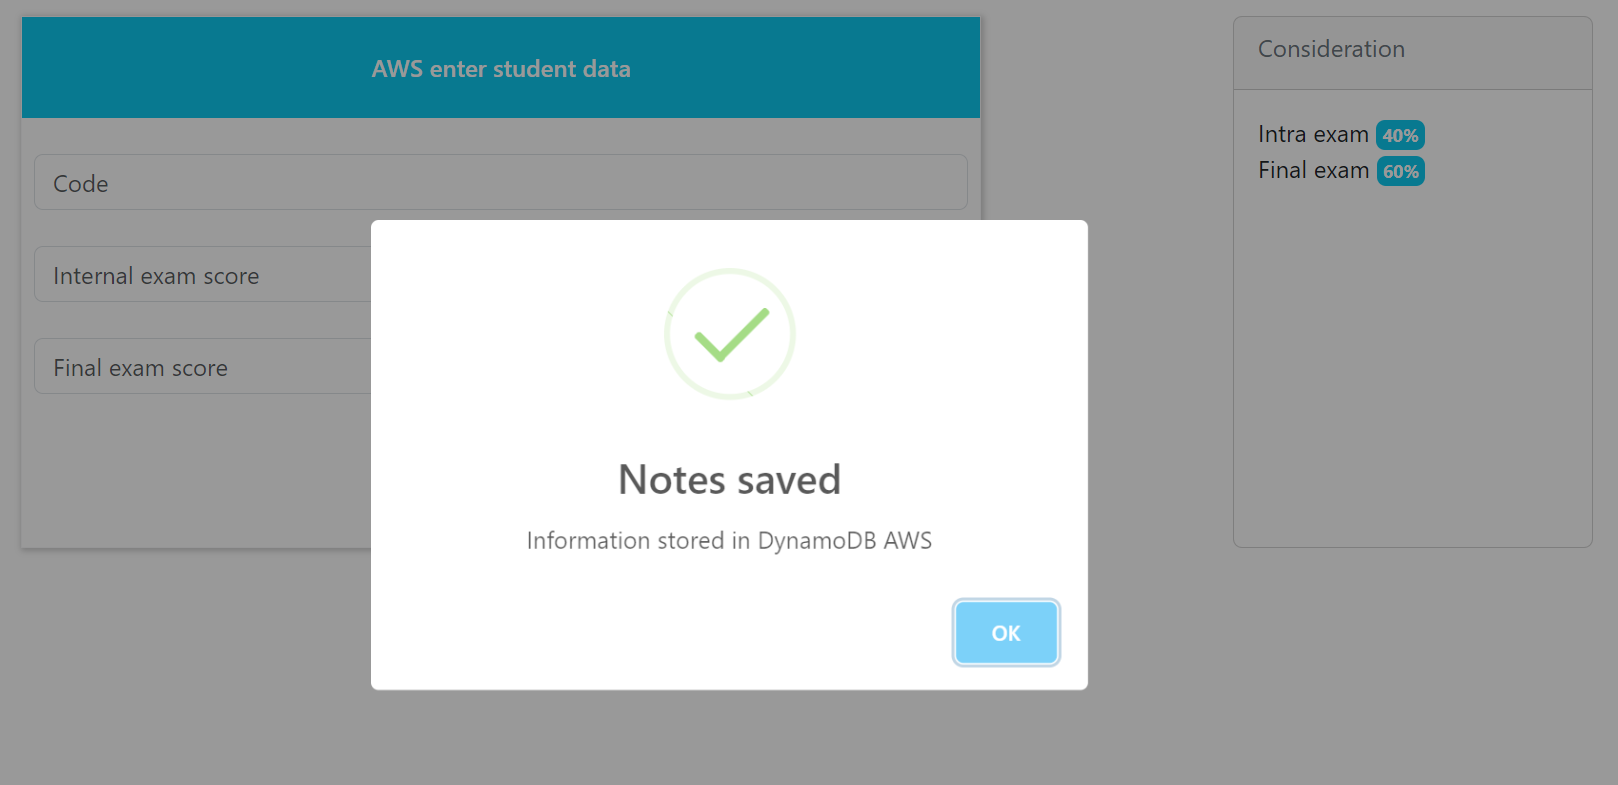 AWS enter student data
Code
Internal exam score
Final exam score
Notes saved
Information stored in DynamoDB AWS
OK
Consideration
Intra exam 40%
Final exam 60%